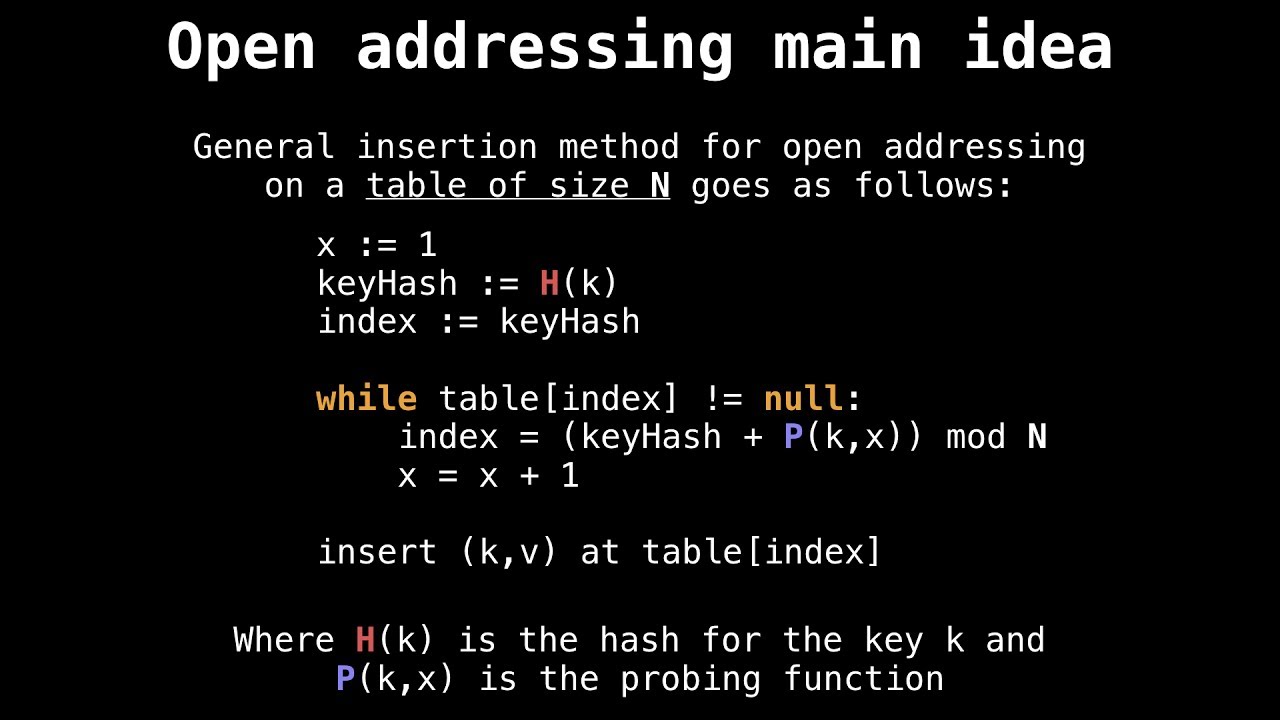 Open addressing main idea
General insertion method for open addressing
on a table of size N goes as follows:
x := 1
keyHash := H(k)
index := keyHash
while table[index] != null:
index = (keyHash + P(k,x)) mod N
x = x + 1
insert (k,v) at table[index]
Where H(k) is the hash for the key k and
P(k,x) is the probing function